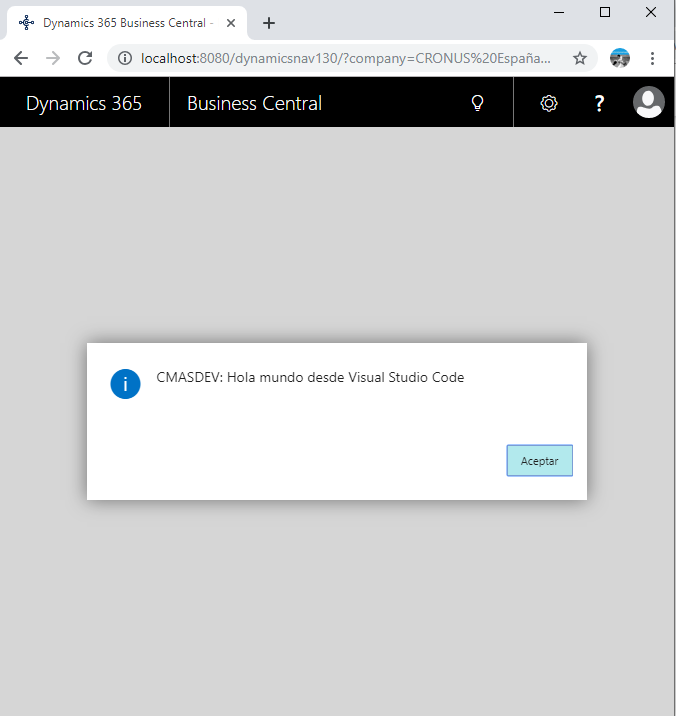 Dynamics 365 Business Central -
localhost:8080/dynamicsnav130/?company=CRONUS%20España...
Dynamics 365 Business Central ?
i CMASDEV: Hola mundo desde Visual Studio Code
Aceptar